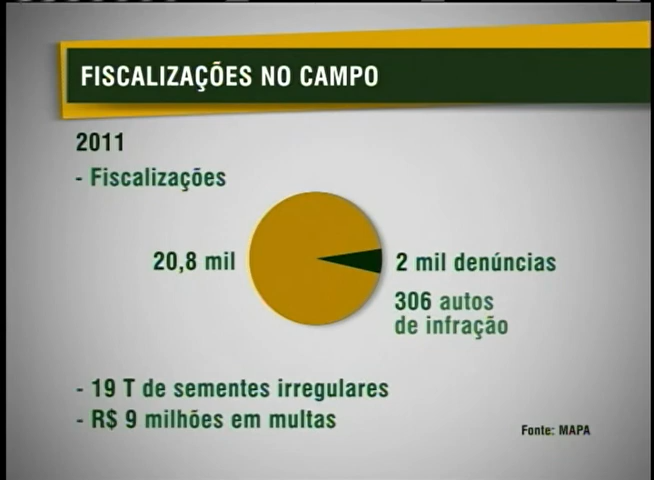 FISCALIZAÇÕES NO CAMPO
2011
- Fiscalizações
20,8 mil
2 mil denúncias
306 autos
de infração
- 19 T de sementes irregulares
- R$ 9 milhões em multas
Fonte: MAPA